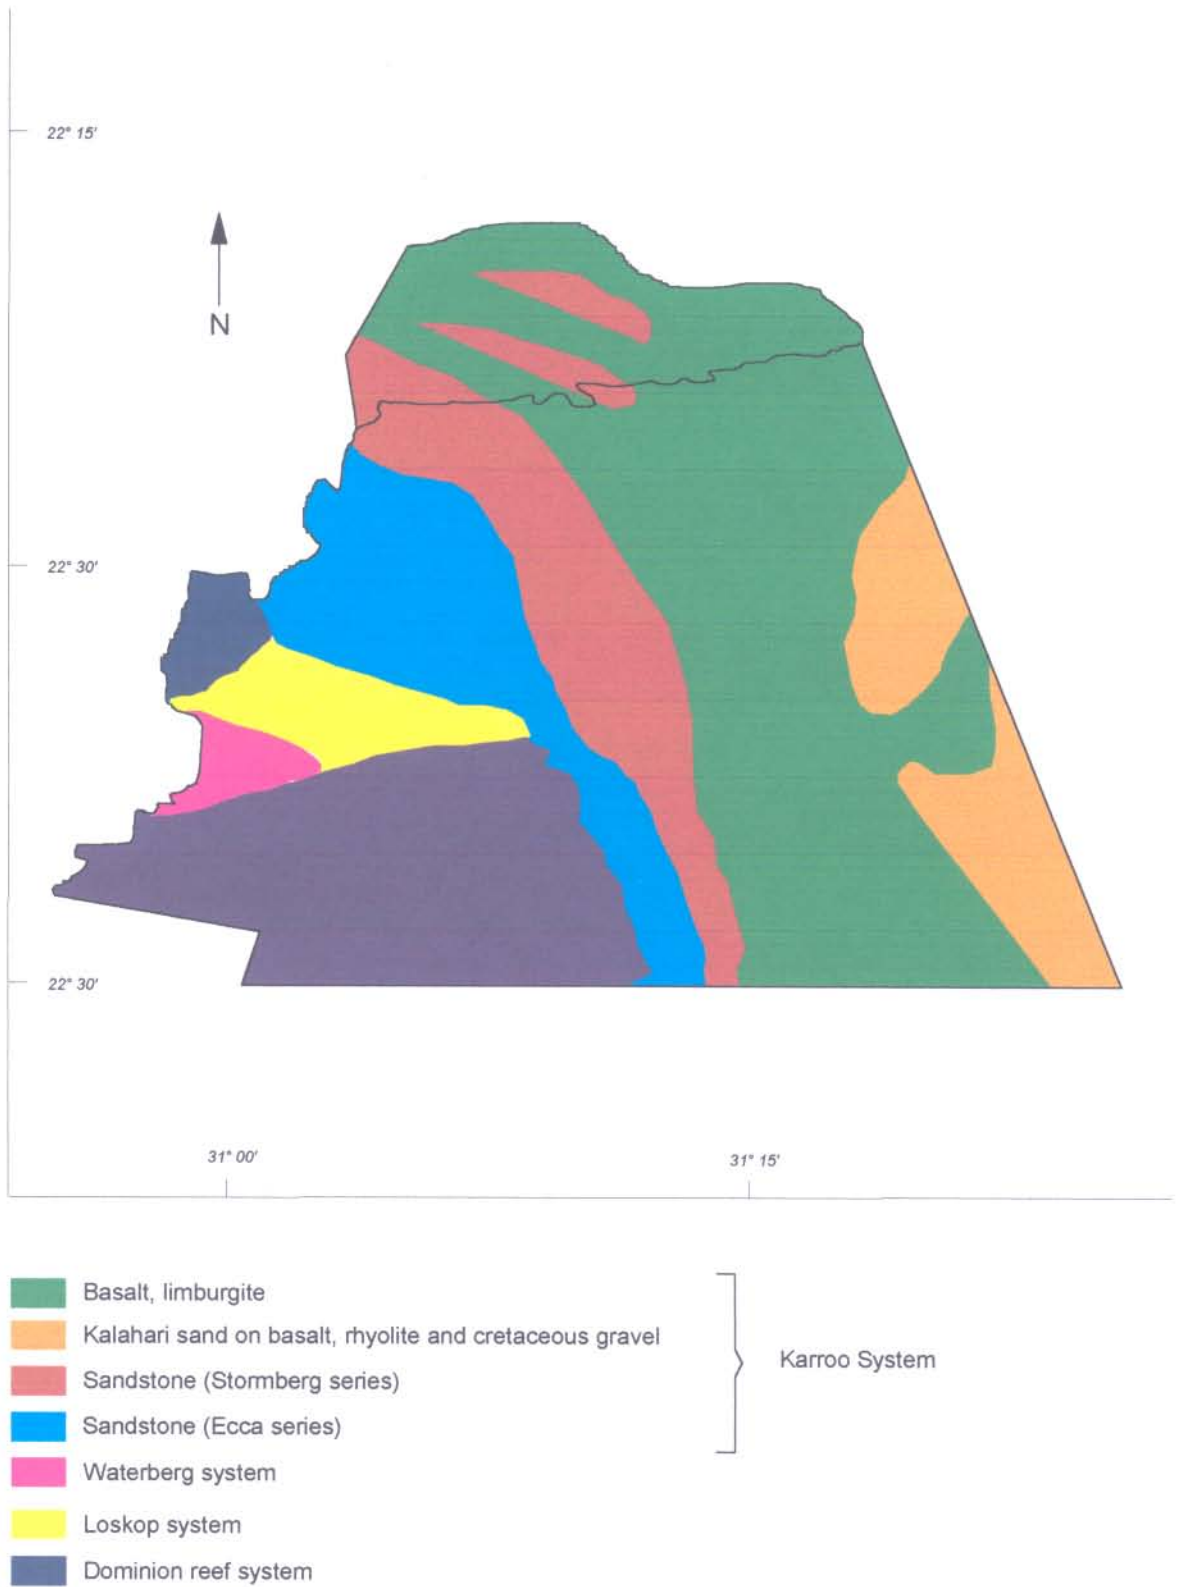 22° 15'
N
22° 30'
22° 30'
31° 00'
31° 15'
Basalt, limburgite
Kalahari sand on basalt, rhyolite and cretaceous gravel
Sandstone (Stormberg series)
Sandstone (Ecca series)
Karroo System
Waterberg system
Loskop system
Dominion reef system